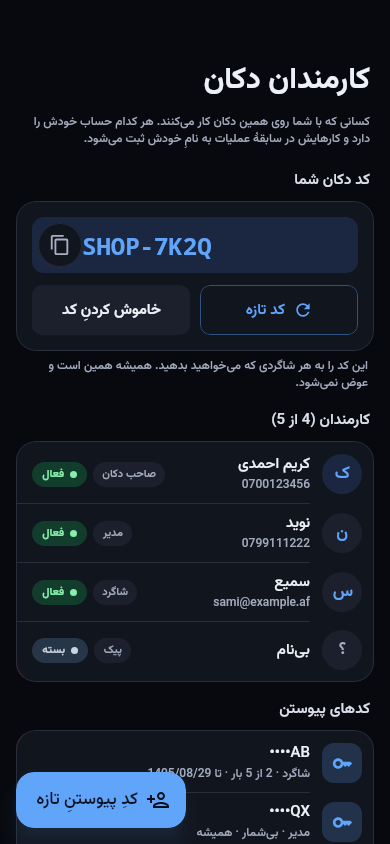 کارمندان دکان
کسانی که با شما روی همین دکان کار می‌کنند. هر کدام حساب خودش را
دارد و کارهایش در سابقهٔ عملیات به نامِ خودش ثبت می‌شود.
کد دکان شما
SHOP-7K2Q
کد تازه
خاموش کردنِ کد
این کد را به هر شاگردی که می‌خواهید بدهید. همیشه همین است و
عوض نمی‌شود.
کارمندان (4 از 5)
ک
کریم احمدی
صاحب دکان
فعال
0700123456
ن
نوید
مدیر
فعال
0799111222
س
سمیع
شاگرد
فعال
sami@example.af
؟
بی‌نام
پیک
بسته
کدهای پیوستن
••••AB
شاگرد · 2 از 5 بار · تا 1405/08/29
••••QX
مدیر · بی‌شمار · همیشه
کدِ پیوستنِ تازه